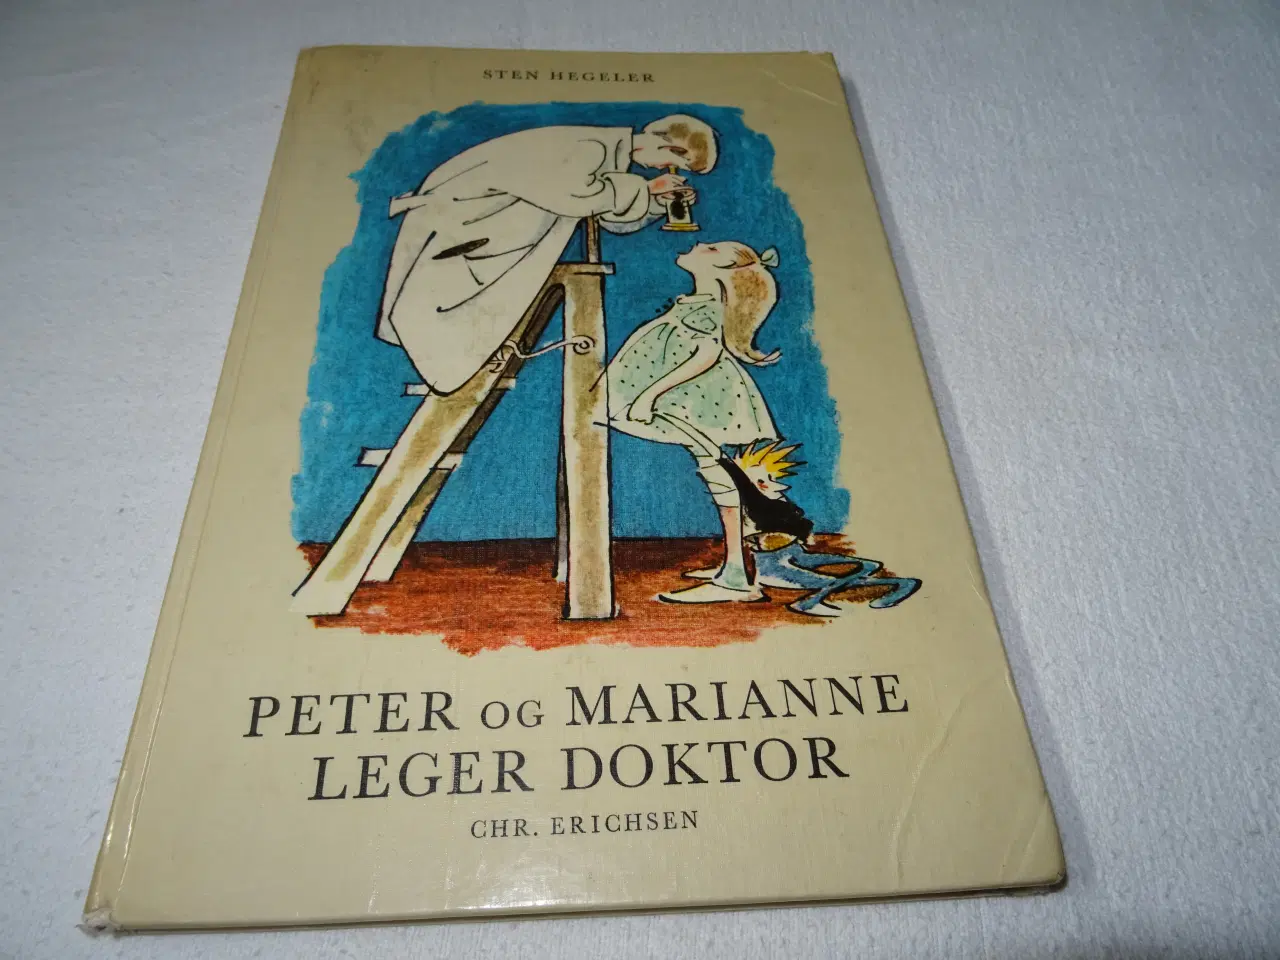 STEN HEGELER
PETER OG MARIANNE
LEGER DOKTOR
CHR. ERICHSEN